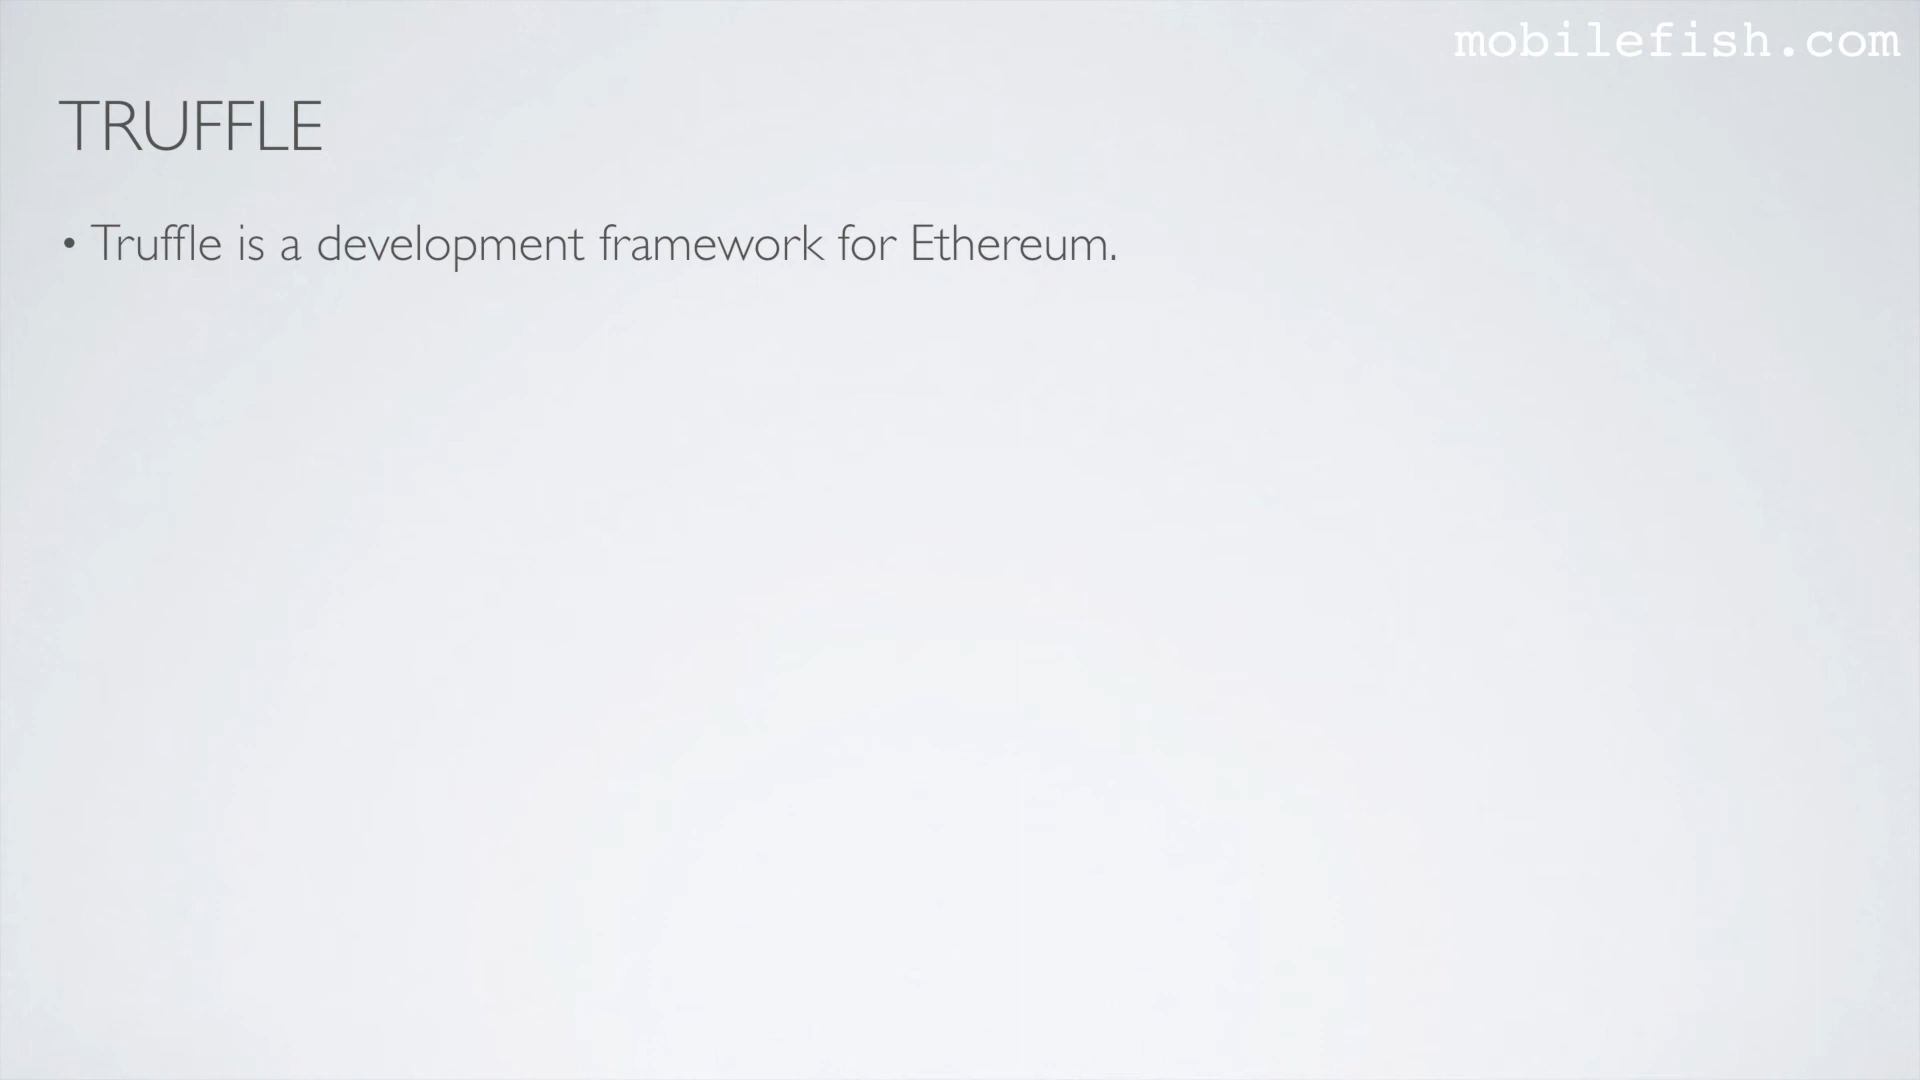 mobilefish.com
TRUFFLE
• Truffle is a development framework for Ethereum.